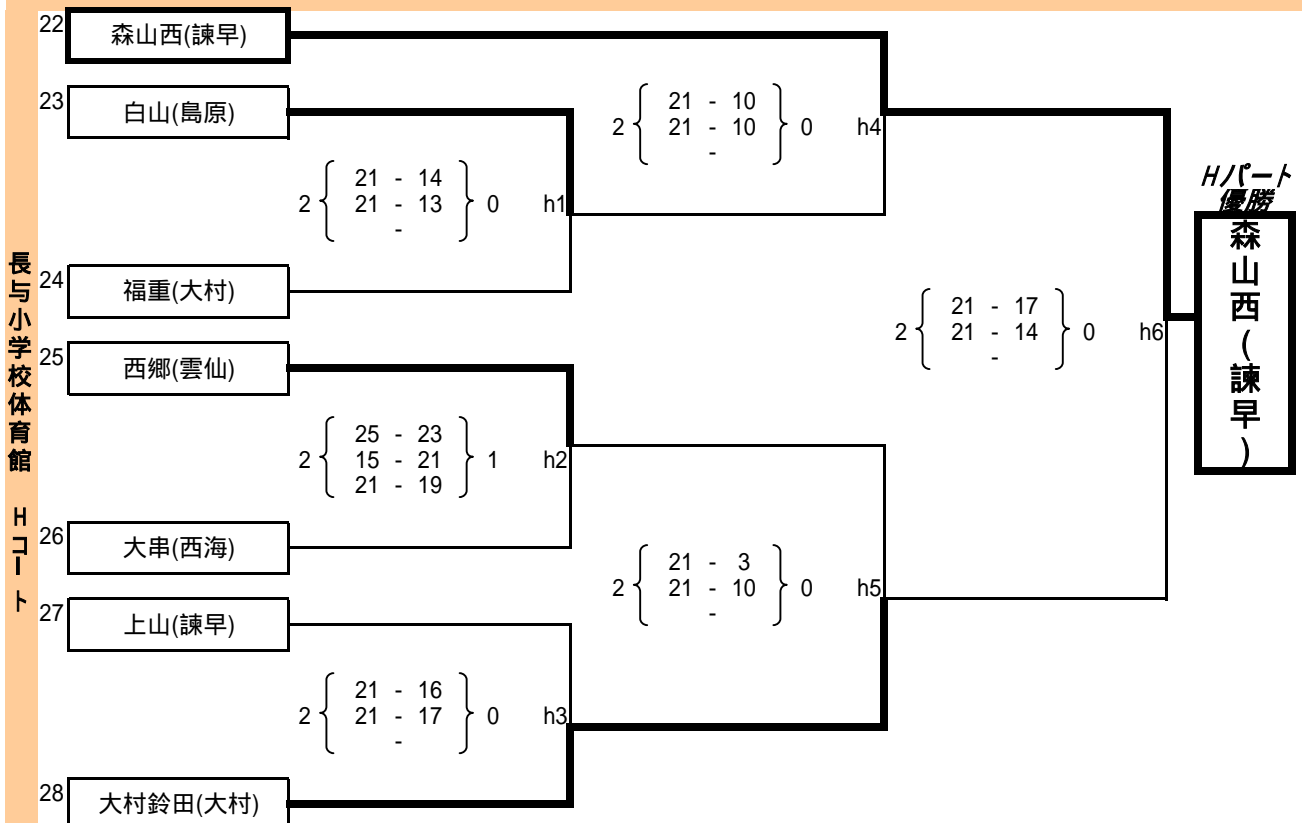 長与小学校体育館 Hコート
22 森山西(諫早)
23 白山(島原)
2 { 21 - 14 } 0 h1
21 - 13
-
24 福重(大村)
2 { 21 - 10 } 0 h4
21 - 10
-
25 西郷(雲仙)
2 { 25 - 23 } 1 h2
15 - 21
21 - 19
26 大串(西海)
27 上山(諫早)
2 { 21 - 16 } 0 h3
21 - 17
-
28 大村鈴田(大村)
2 { 21 - 3 } 0 h5
21 - 10
-
2 { 21 - 17 } 0 h6
21 - 14
-
Hパート
優勝
森山西(諫早)